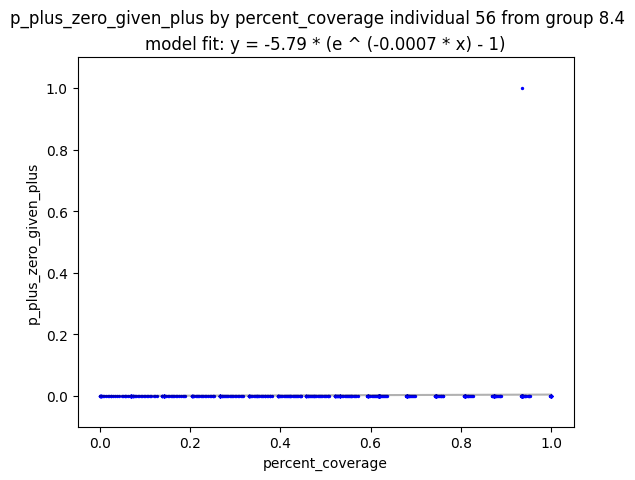 p_plus_zero_given_plus by percent_coverage individual 56 from group 8.4
model fit: y = -5.79 * (e ^ (-0.0007 * x) - 1)
1.0
0.8
0.6
0.4
0.2
0.0
p_plus_zero_given_plus
0.0 0.2 0.4 0.6 0.8 1.0
percent_coverage